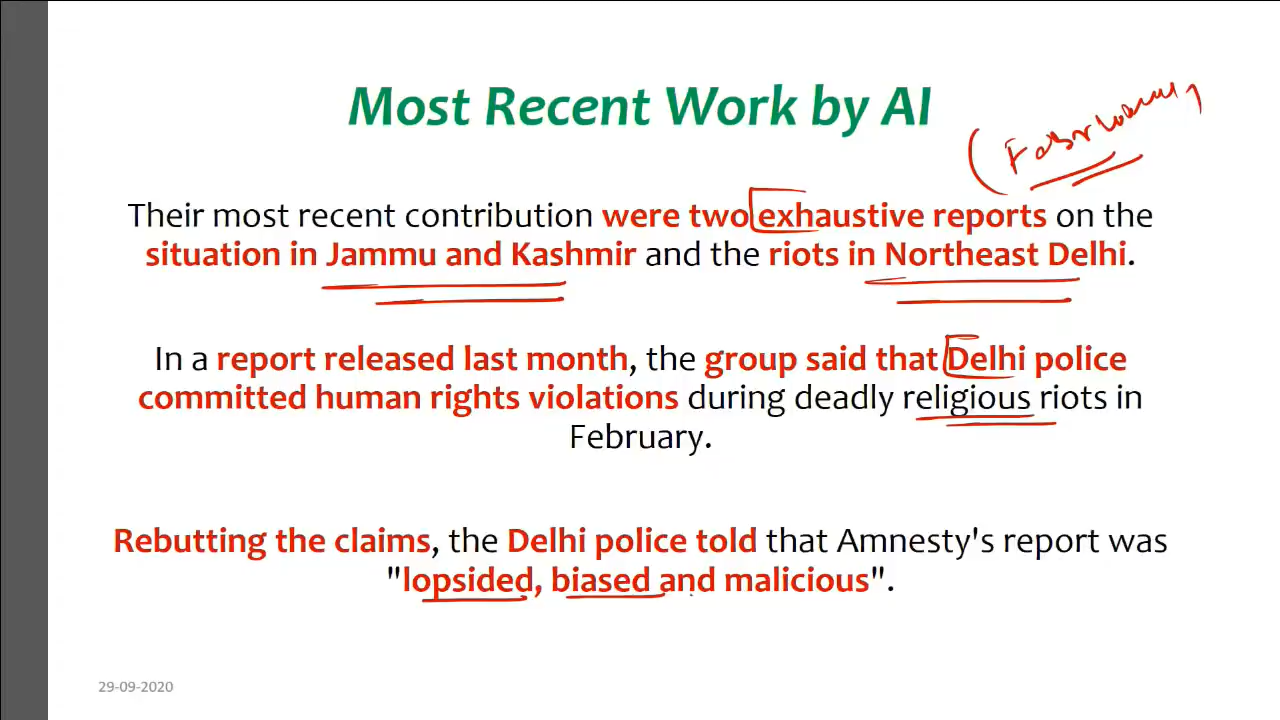 Most Recent Work by AI
(February,
Their most recent contribution were two exhaustive reports on the
situation in Jammu and Kashmir and the riots in Northeast Delhi.
In a report released last month, the group said that Delhi police
committed human rights violations during deadly religious riots in
February.
Rebutting the claims, the Delhi police told that Amnesty's report was
"lopsided, biased and malicious".
29-09-2020